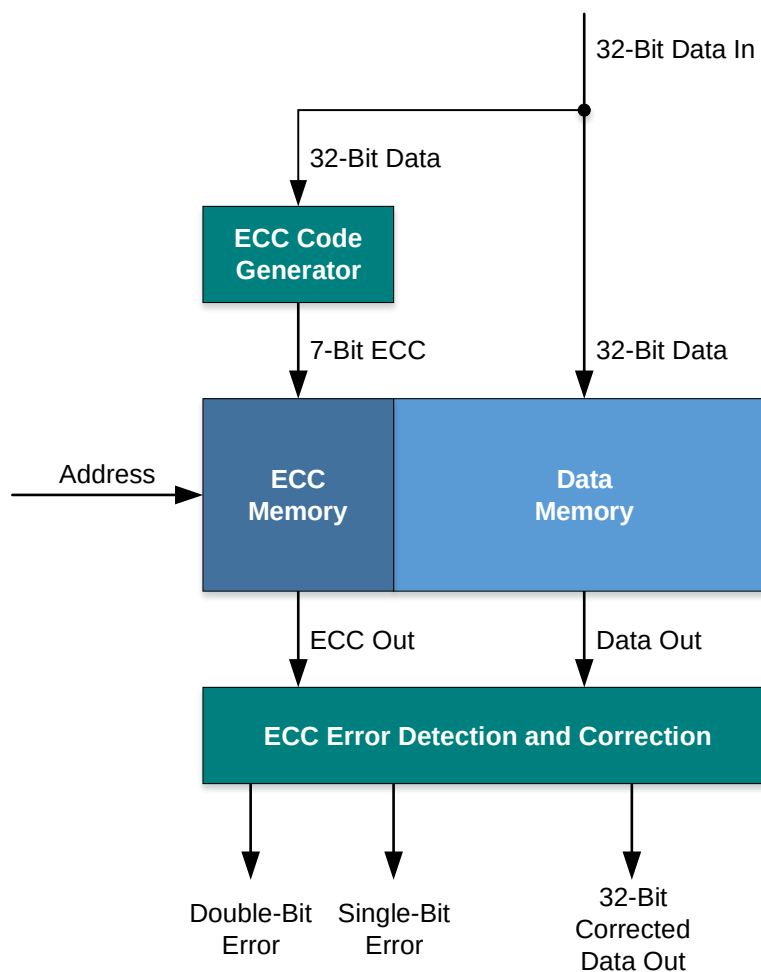 32-Bit Data In
32-Bit Data
ECC Code
Generator
7-Bit ECC
32-Bit Data
Address
ECC
Memory
Data
Memory
ECC Out
Data Out
ECC Error Detection and Correction
Double-Bit
Error
Single-Bit
Error
32-Bit
Corrected
Data Out